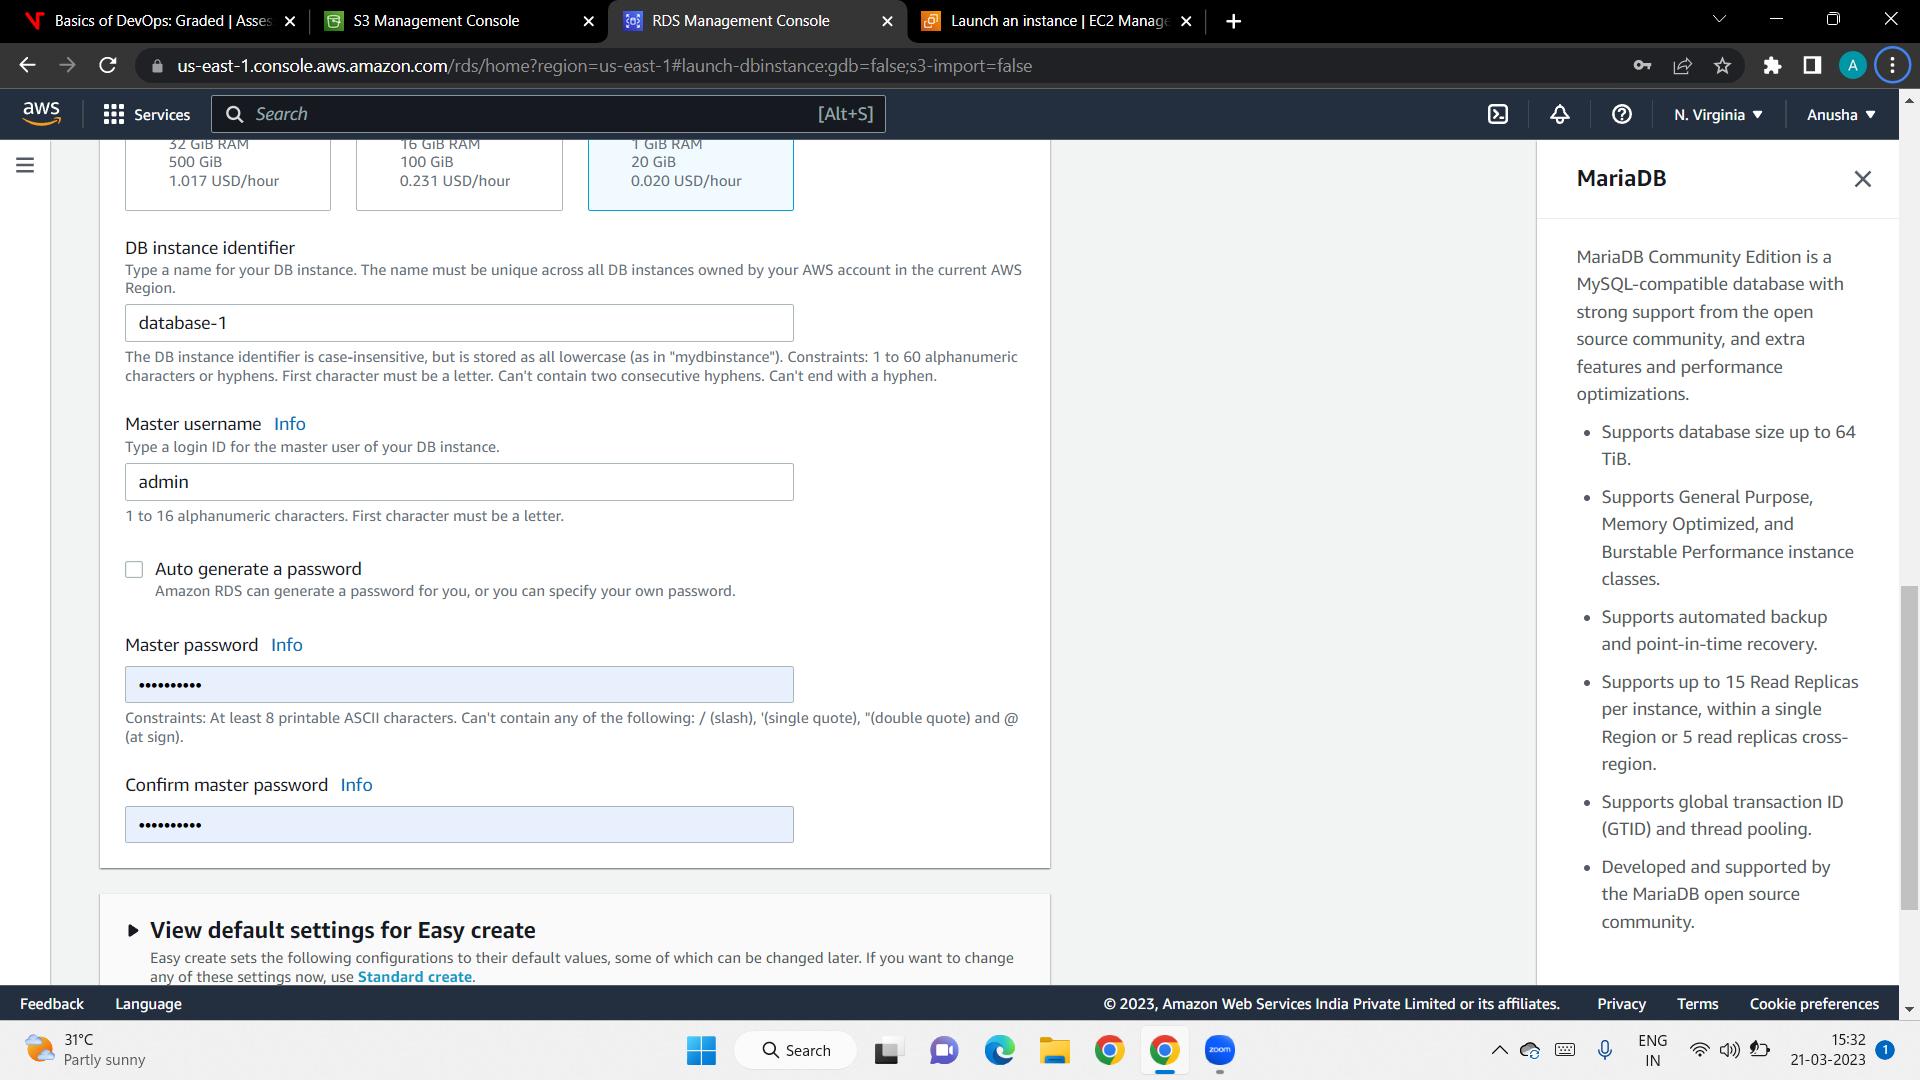 Basics of DevOps: Graded | Asses
S3 Management Console
RDS Management Console
Launch an instance | EC2 Manage
us-east-1.console.aws.amazon.com/rds/home?region=us-east-1#launch-dbinstance:gdb=false;s3-import=false
A
aws
Services
Search
[Alt+S]
N. Virginia
Anusha
32 GiB RAM
500 GiB
1.017 USD/hour
16 GiB RAM
100 GiB
0.231 USD/hour
1 GiB RAM
20 GiB
0.020 USD/hour
DB instance identifier
Type a name for your DB instance. The name must be unique across all DB instances owned by your AWS account in the current AWS
Region.
database-1
The DB instance identifier is case-insensitive, but is stored as all lowercase (as in "mydbinstance"). Constraints: 1 to 60 alphanumeric
characters or hyphens. First character must be a letter. Can't contain two consecutive hyphens. Can't end with a hyphen.
Master username Info
Type a login ID for the master user of your DB instance.
admin
1 to 16 alphanumeric characters. First character must be a letter.
Auto generate a password
Amazon RDS can generate a password for you, or you can specify your own password.
Master password Info
••••••••••
Constraints: At least 8 printable ASCII characters. Can't contain any of the following: / (slash), '(single quote), "(double quote) and @
(at sign).
Confirm master password Info
••••••••••
View default settings for Easy create
Easy create sets the following configurations to their default values, some of which can be changed later. If you want to change
any of these settings now, use Standard create.
MariaDB
MariaDB Community Edition is a
MySQL-compatible database with
strong support from the open
source community, and extra
features and performance
optimizations.
• Supports database size up to 64
TiB.
• Supports General Purpose,
Memory Optimized, and
Burstable Performance instance
classes.
• Supports automated backup
and point-in-time recovery.
• Supports up to 15 Read Replicas
per instance, within a single
Region or 5 read replicas cross-
region.
• Supports global transaction ID
(GTID) and thread pooling.
• Developed and supported by
the MariaDB open source
community.
Feedback
Language
© 2023, Amazon Web Services India Private Limited or its affiliates.
Privacy
Terms
Cookie preferences
31°C
Partly sunny
Search
zoom
ENG
IN
15:32
21-03-2023
1